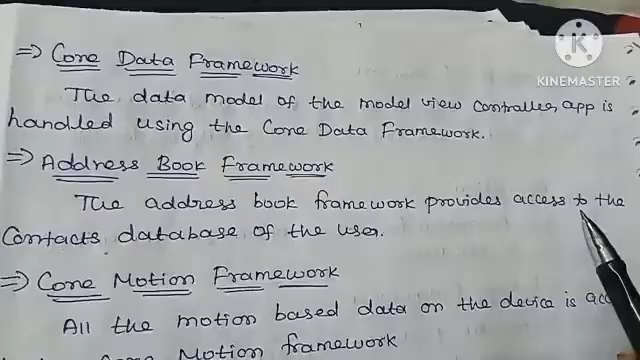 ⇒ Core Data Framework
The data model of the model view controller app is
handled using the Core Data Framework.
⇒ Address Book Framework
The address book framework provides access to the
Contacts database of the user.
⇒ Core Motion Framework
All the motion based data on the device is
Core Motion framework
KINEMASTER